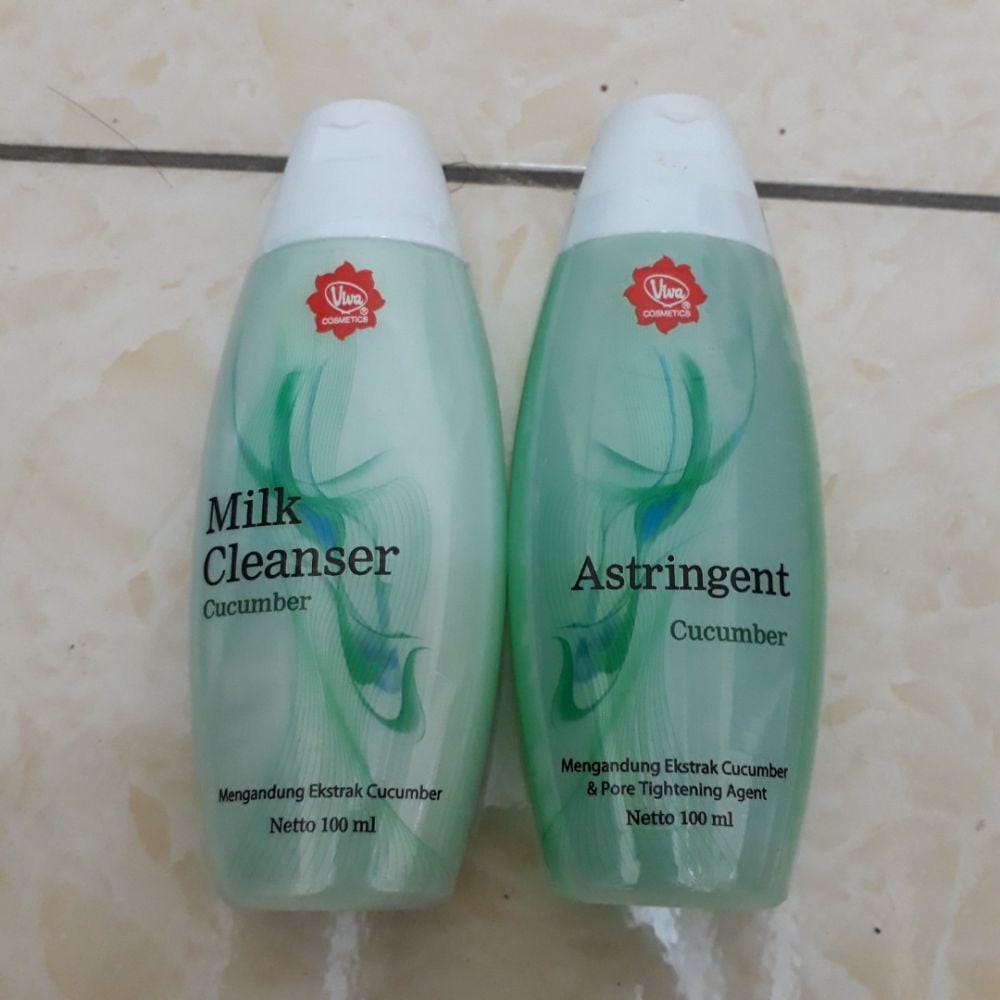 Viva®
COSMETICS
Milk
Cleanser
Cucumber
Mengandung Ekstrak Cucumber
Netto 100 ml
Viva®
COSMETICS
Astringent
Cucumber
Mengandung Ekstrak Cucumber
& Pore Tightening Agent
Netto 100 ml